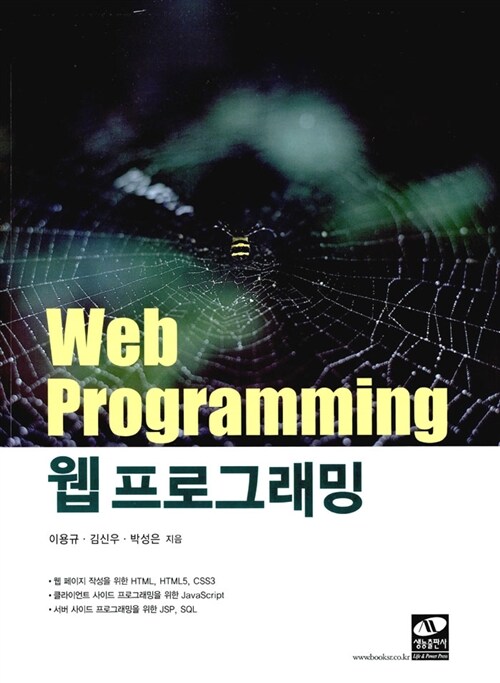 Web
Programming
웹 프로그래밍
이용규 · 김신우 · 박성은 지음
• 웹 페이지 작성을 위한 HTML, HTML5, CSS3
• 클라이언트 사이드 프로그래밍을 위한 JavaScript
• 서버 사이드 프로그래밍을 위한 JSP, SQL
생능출판사
www.booksr.co.kr Life & Power Press